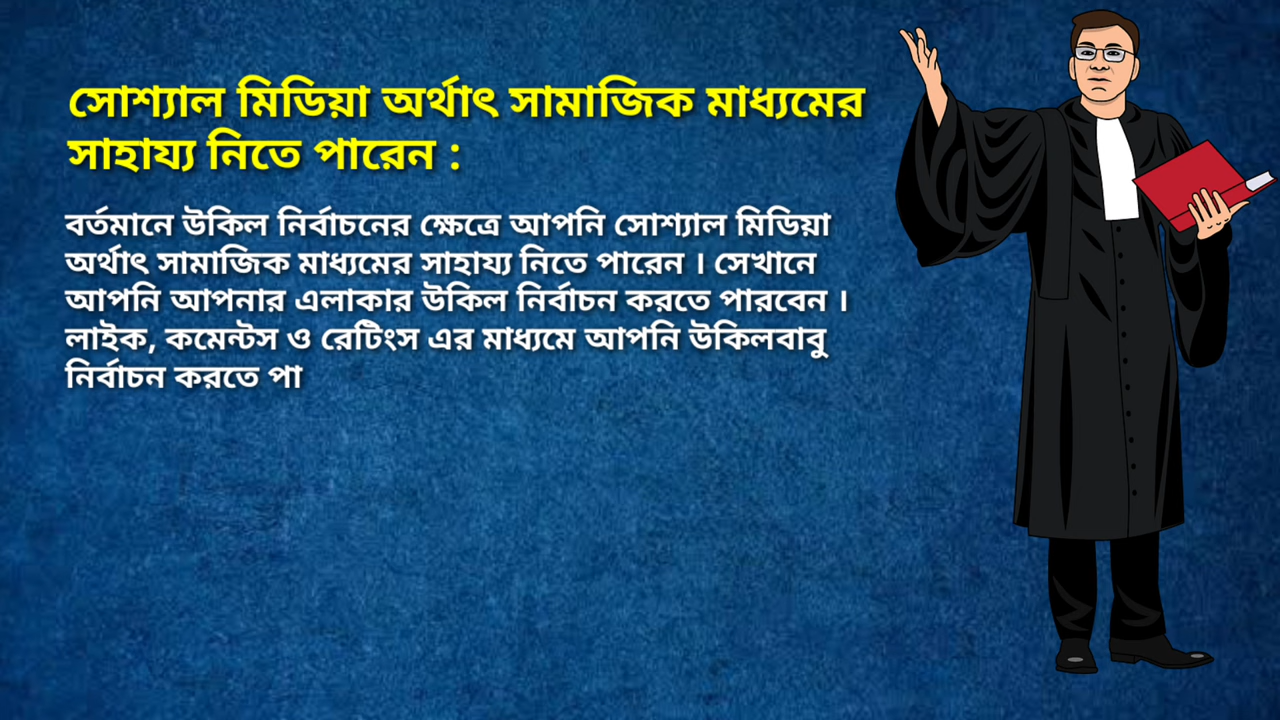 সোশ্যাল মিডিয়া অর্থাৎ সামাজিক মাধ্যমের
সাহায্য নিতে পারেন :
বর্তমানে উকিল নির্বাচনের ক্ষেত্রে আপনি সোশ্যাল মিডিয়া
অর্থাৎ সামাজিক মাধ্যমের সাহায্য নিতে পারেন । সেখানে
আপনি আপনার এলাকার উকিল নির্বাচন করতে পারবেন ।
লাইক, কমেন্টস ও রেটিংস এর মাধ্যমে আপনি উকিলবাবু
নির্বাচন করতে পা